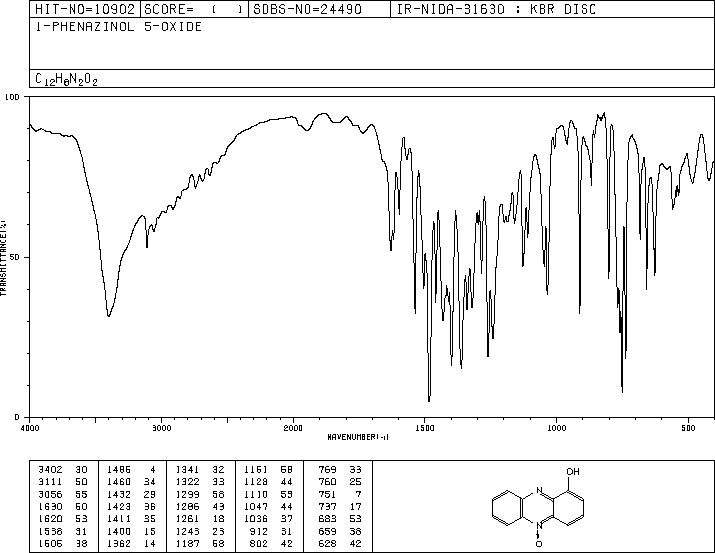 HIT-NO=10902 SCORE= ( ) SDBS-NO=24490 IR-NIDA-31630 : KBR DISC
1-PHENAZINOL 5-OXIDE
C12H8N2O2
100
TRANSMITTANCE(%)
50
0
4000 3000 2000 1500 1000 500
WAVENUMBER(-1)
3402 30 1486 4 1341 32 1161 58 769 33
3111 50 1460 34 1322 33 1128 44 760 25
3056 55 1432 29 1299 58 1110 59 751 7
1630 50 1423 36 1286 43 1047 44 737 17
1620 53 1411 35 1261 18 1036 37 683 53
1538 31 1400 15 1243 23 912 31 659 38
1505 38 1362 14 1187 58 802 42 628 42
OH
N
N
O